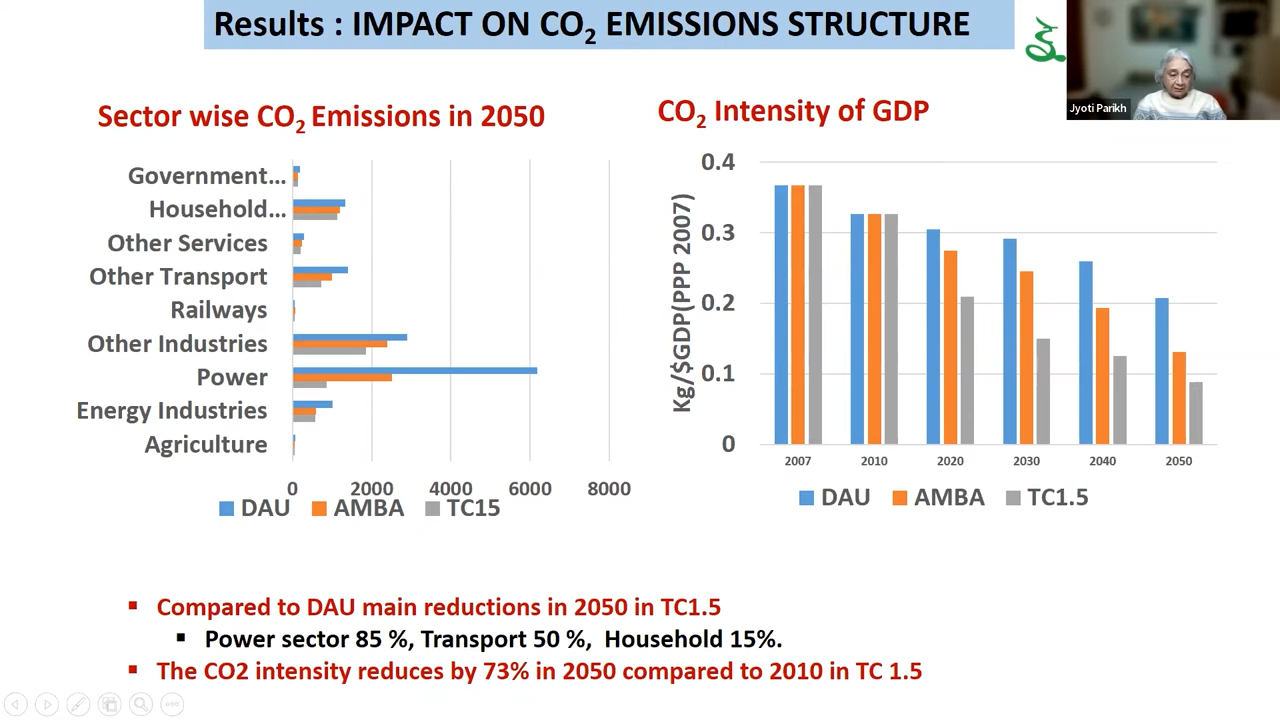 Results : IMPACT ON CO2 EMISSIONS STRUCTURE
Jyoti Parikh
Sector wise CO2 Emissions in 2050
Government...
Household...
Other Services
Other Transport
Railways
Other Industries
Power
Energy Industries
Agriculture
0 2000 4000 6000 8000
DAU AMBA TC15
CO2 Intensity of GDP
Kg/$GDP(PPP 2007)
0.4
0.3
0.2
0.1
0
2007 2010 2020 2030 2040 2050
DAU AMBA TC1.5
Compared to DAU main reductions in 2050 in TC1.5
Power sector 85 %, Transport 50 %, Household 15%.
The CO2 intensity reduces by 73% in 2050 compared to 2010 in TC 1.5